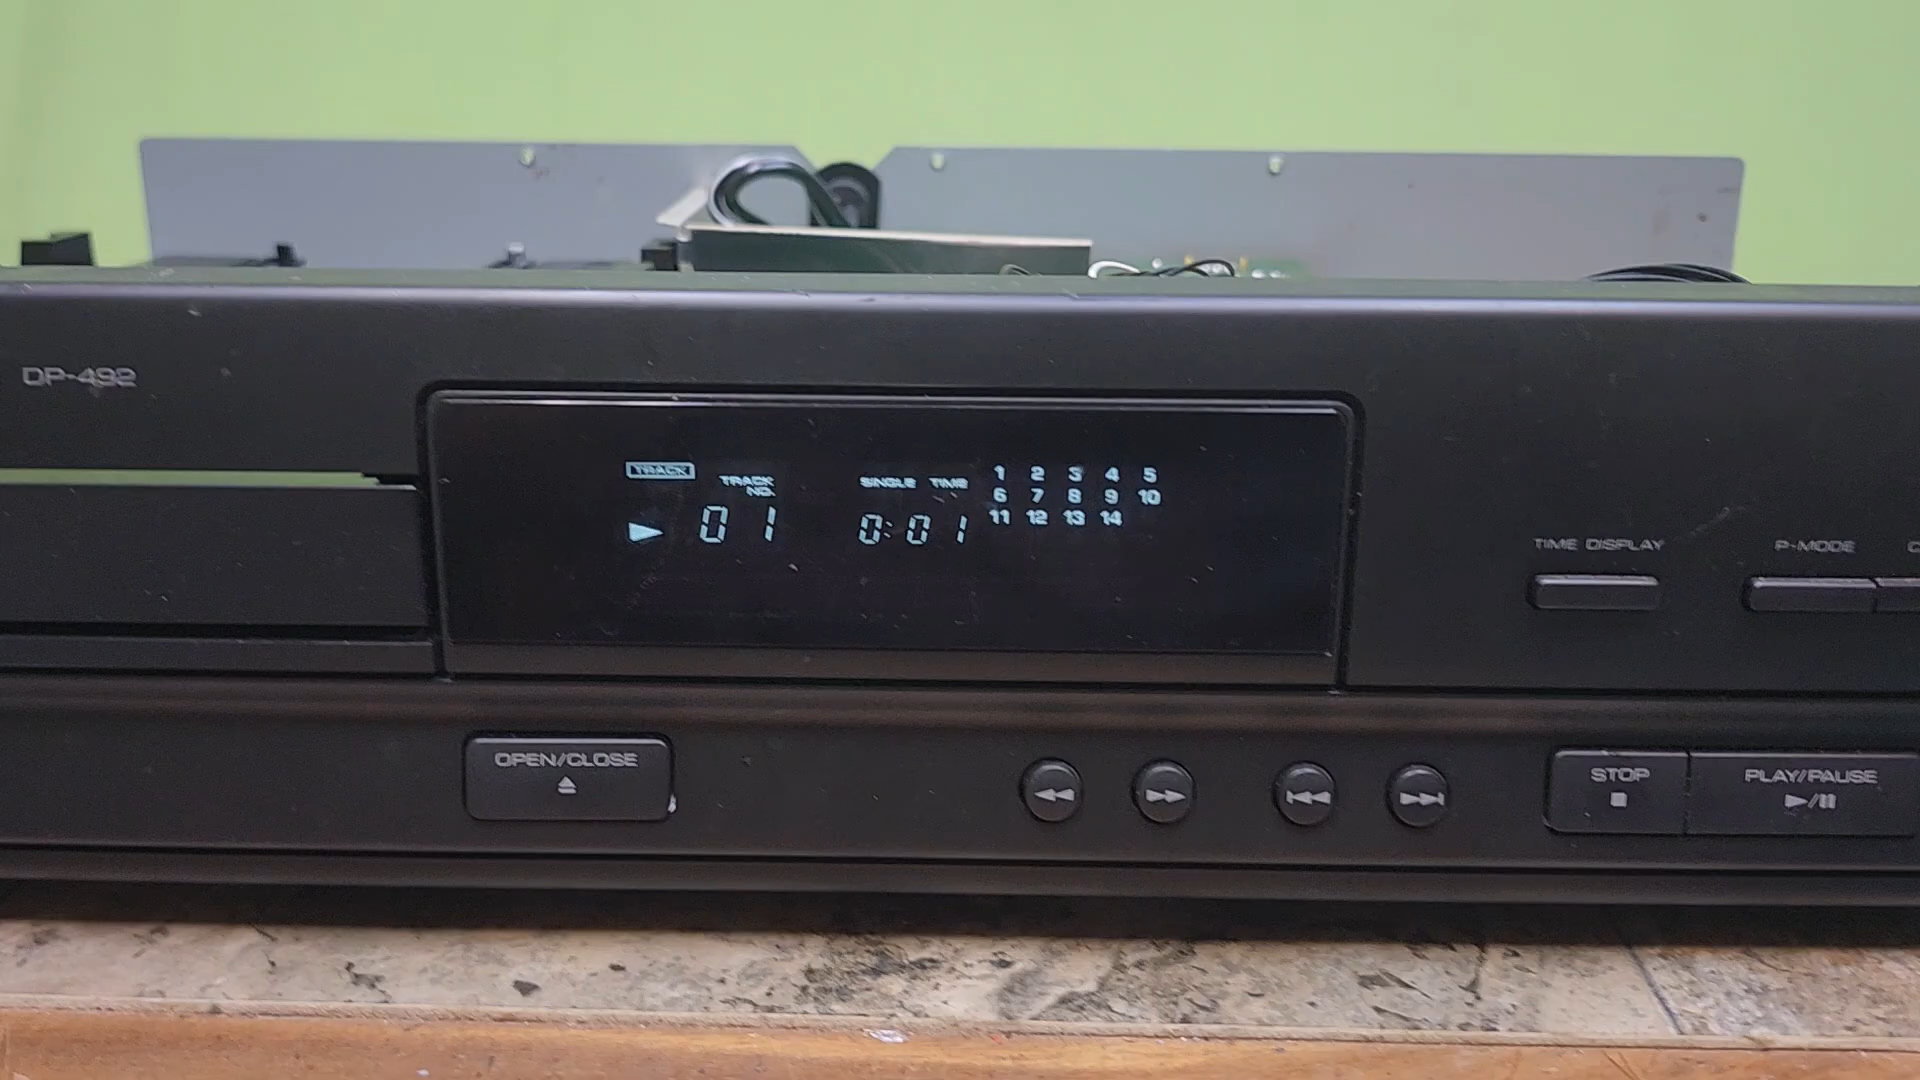 DP-492
TRACK
TRACK NO.
SINGLE TIME
01
0:01
1 2 3 4 5
6 7 8 9 10
11 12 13 14
TIME DISPLAY
P-MODE
OPEN/CLOSE
STOP
PLAY/PAUSE